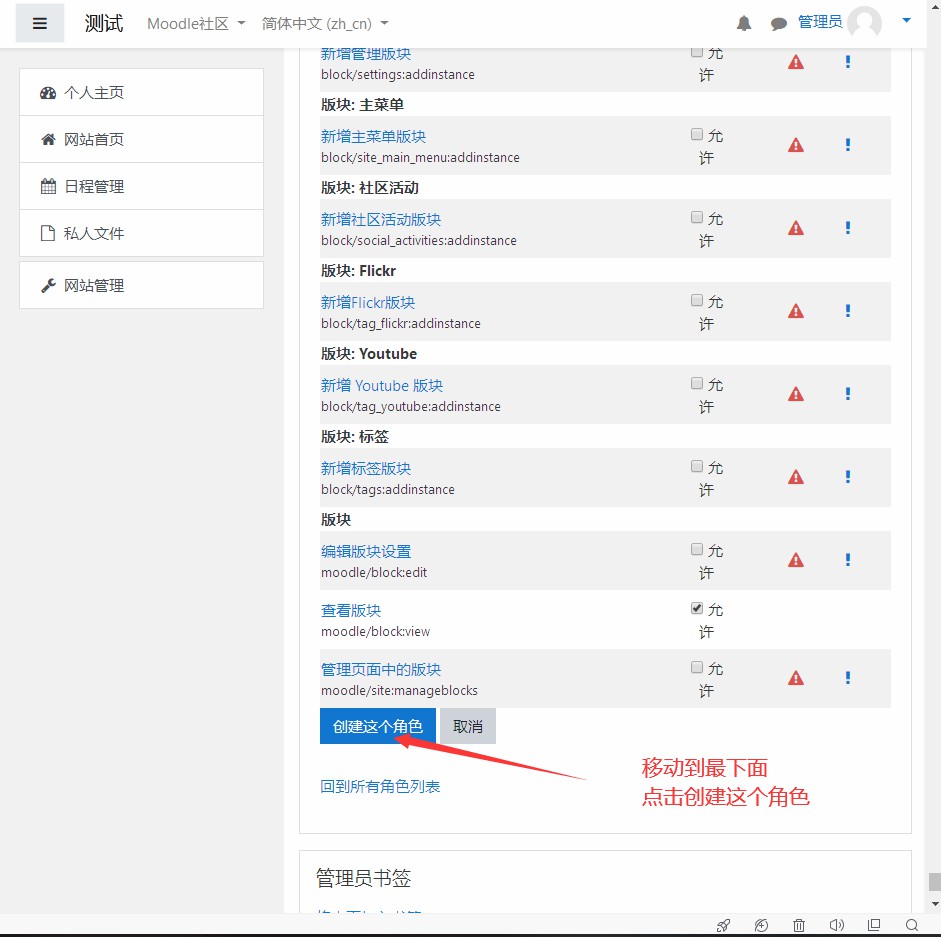 测试 Moodle社区 简体中文 (zh_cn) 管理员
个人主页
网站首页
日程管理
私人文件
网站管理
新增管理版块 允许
block/settings:addinstance
版块: 主菜单
新增主菜单版块 允许
block/site_main_menu:addinstance
版块: 社区活动
新增社区活动版块 允许
block/social_activities:addinstance
版块: Flickr
新增Flickr版块 允许
block/tag_flickr:addinstance
版块: Youtube
新增 Youtube 版块 允许
block/tag_youtube:addinstance
版块: 标签
新增标签版块 允许
block/tags:addinstance
版块
编辑版块设置 允许
moodle/block:edit
查看版块 允许
moodle/block:view
管理页面中的版块 允许
moodle/site:manageblocks
创建这个角色 取消
移动到最下面
点击创建这个角色
回到所有角色列表
管理员书签